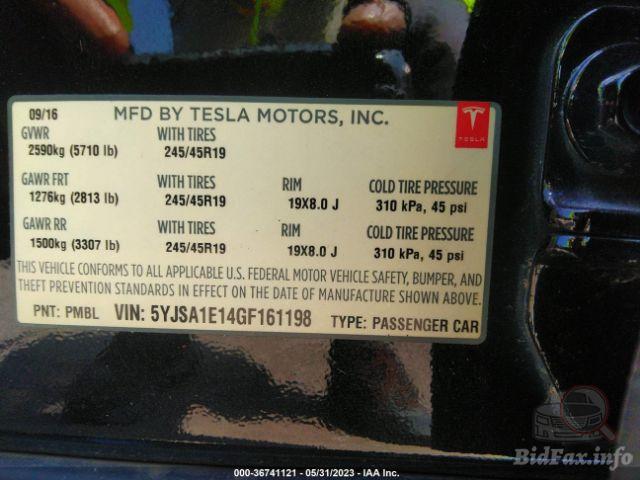 09/16 MFD BY TESLA MOTORS, INC.
TESLA
GVWR WITH TIRES
2590kg (5710 lb) 245/45R19
GAWR FRT WITH TIRES RIM COLD TIRE PRESSURE
1276kg (2813 lb) 245/45R19 19X8.0 J 310 kPa, 45 psi
GAWR RR WITH TIRES RIM COLD TIRE PRESSURE
1500kg (3307 lb) 245/45R19 19X8.0 J 310 kPa, 45 psi
THIS VEHICLE CONFORMS TO ALL APPLICABLE U.S. FEDERAL MOTOR VEHICLE SAFETY, BUMPER, AND
THEFT PREVENTION STANDARDS IN EFFECT ON THE DATE OF MANUFACTURE SHOWN ABOVE.
PNT: PMBL VIN: 5YJSA1E14GF161198 TYPE: PASSENGER CAR
BidFax.info
000-36741121 - 05/31/2023 - IAA Inc.